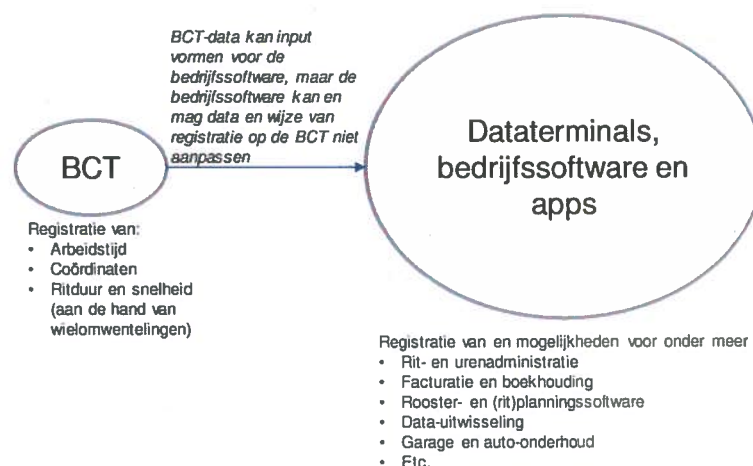 BCT-data kan input
vormen voor de
bedrijfssoftware, maar de
bedrijfssoftware kan en
mag data en wijze van
registratie op de BCT niet
aanpassen
BCT
Dataterminals,
bedrijfssoftware en
apps
Registratie van:
• Arbeidstijd
• Coördinaten
• Ritduur en snelheid
(aan de hand van
wielomwentelingen)
Registratie van en mogelijkheden voor onder meer
• Rit- en urenadministratie
• Facturatie en boekhouding
• Rooster- en (rit)planningssoftware
• Data-uitwisseling
• Garage en auto-onderhoud
• Etc.